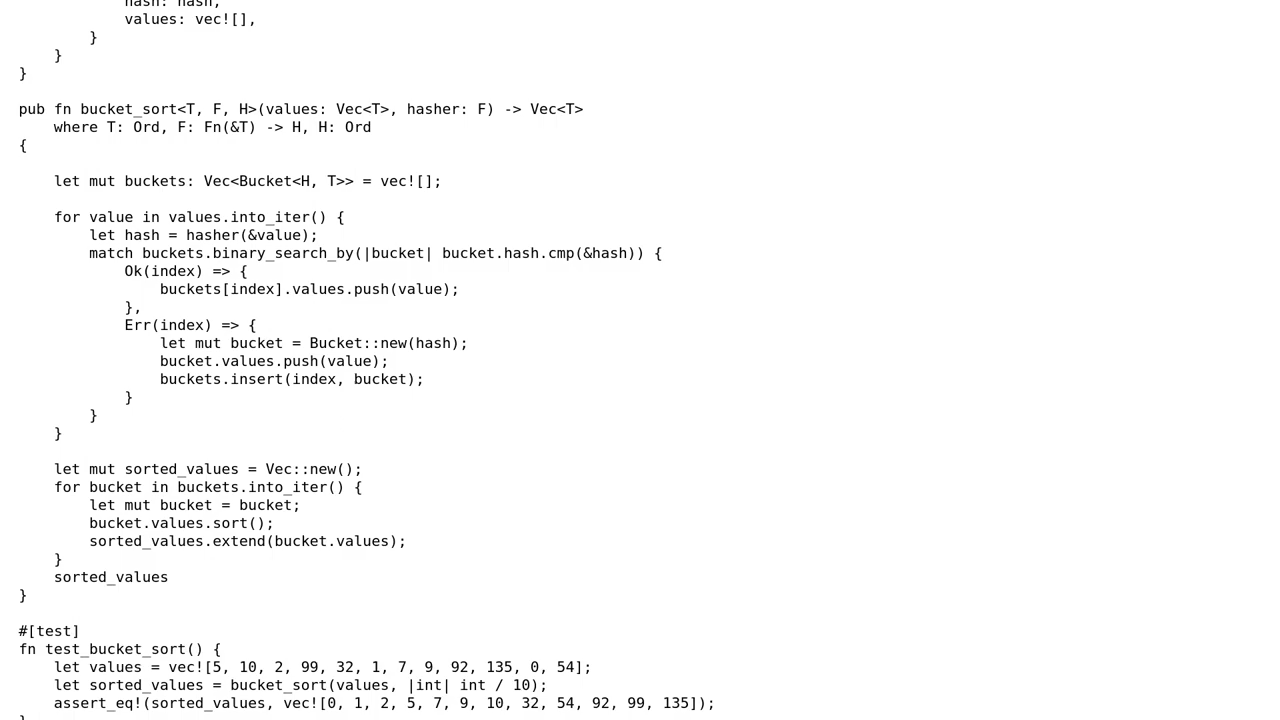 hash: hash,
            values: vec![],
        }
    }
}

pub fn bucket_sort<T, F, H>(values: Vec<T>, hasher: F) -> Vec<T>
    where T: Ord, F: Fn(&T) -> H, H: Ord
{

    let mut buckets: Vec<Bucket<H, T>> = vec![];

    for value in values.into_iter() {
        let hash = hasher(&value);
        match buckets.binary_search_by(|bucket| bucket.hash.cmp(&hash)) {
            Ok(index) => {
                buckets[index].values.push(value);
            },
            Err(index) => {
                let mut bucket = Bucket::new(hash);
                bucket.values.push(value);
                buckets.insert(index, bucket);
            }
        }
    }

    let mut sorted_values = Vec::new();
    for bucket in buckets.into_iter() {
        let mut bucket = bucket;
        bucket.values.sort();
        sorted_values.extend(bucket.values);
    }
    sorted_values
}

#[test]
fn test_bucket_sort() {
    let values = vec![5, 10, 2, 99, 32, 1, 7, 9, 92, 135, 0, 54];
    let sorted_values = bucket_sort(values, |int| int / 10);
    assert_eq!(sorted_values, vec![0, 1, 2, 5, 7, 9, 10, 32, 54, 92, 99, 135]);
}